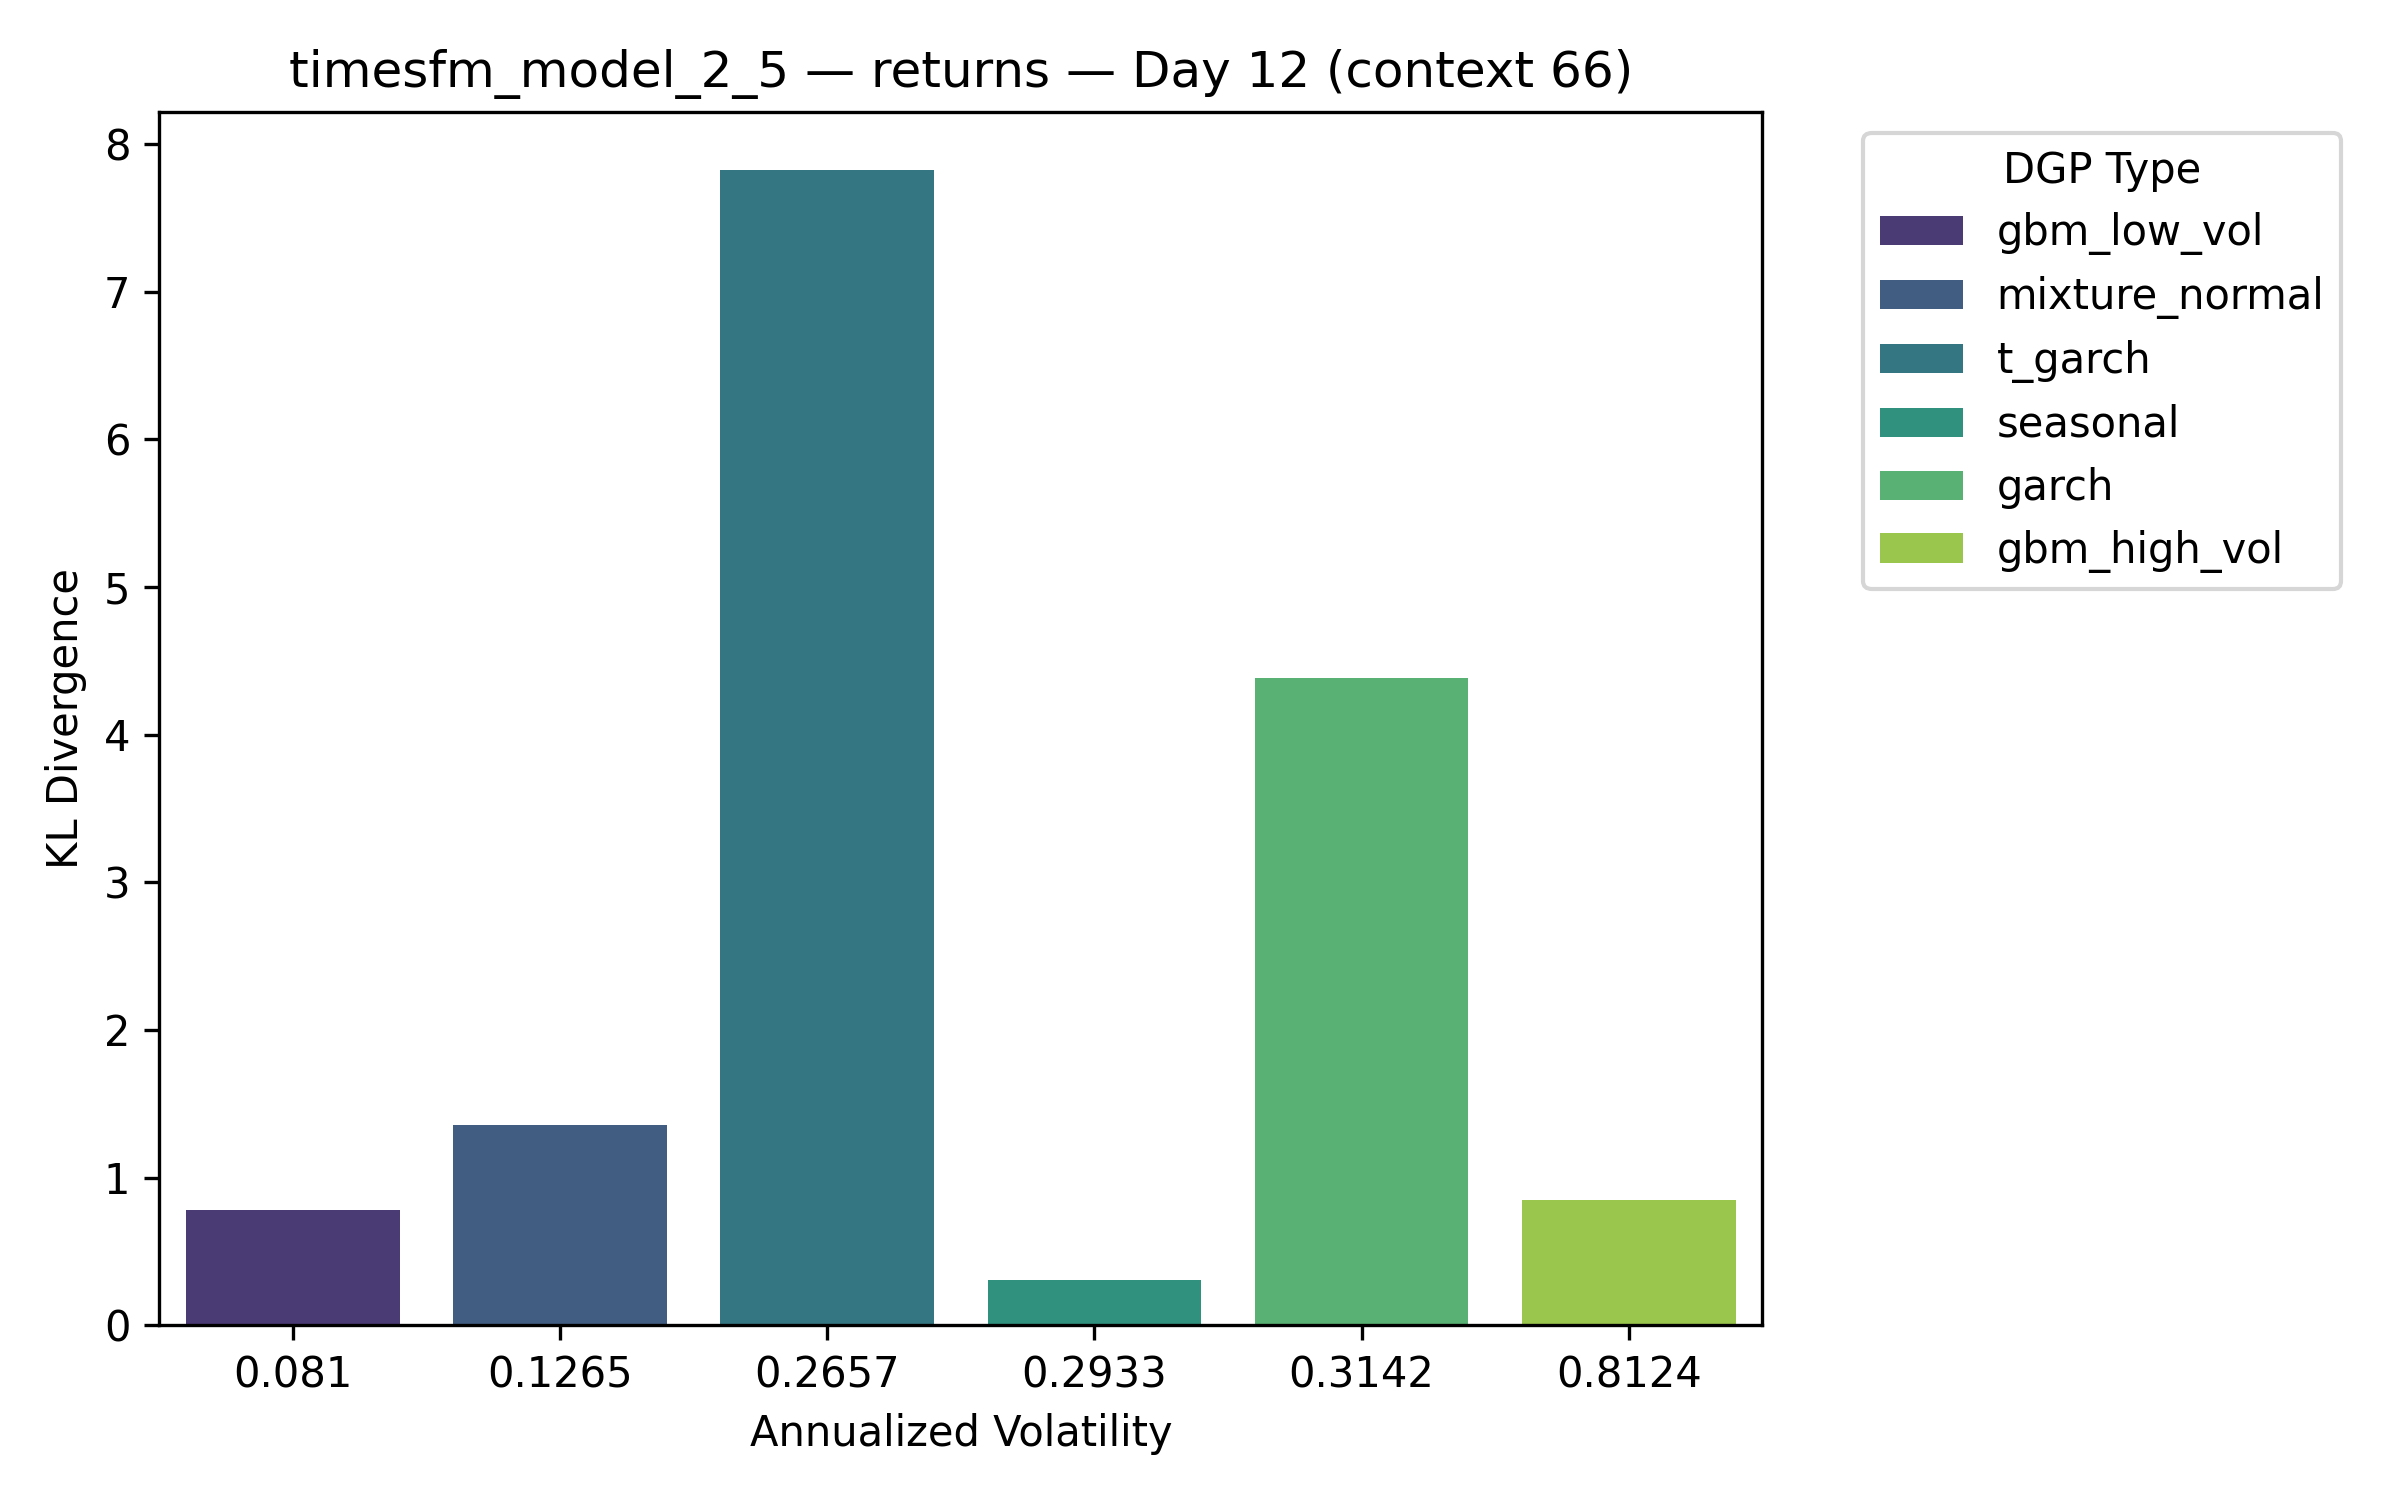 timesfm_model_2_5 — returns — Day 12 (context 66)
KL Divergence
8
7
6
5
4
3
2
1
0
0.081 0.1265 0.2657 0.2933 0.3142 0.8124
Annualized Volatility
DGP Type
gbm_low_vol
mixture_normal
t_garch
seasonal
garch
gbm_high_vol